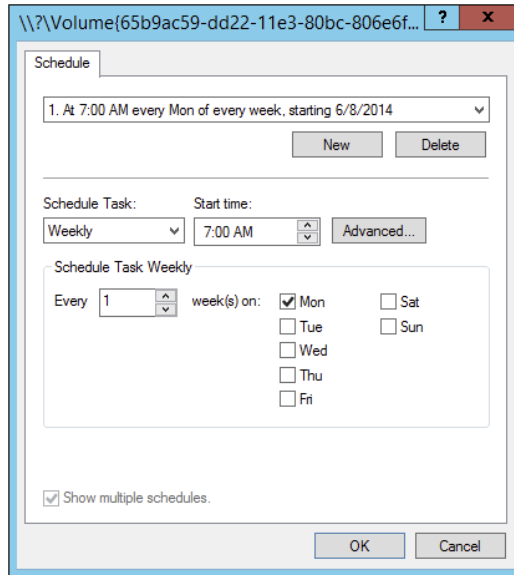 \\?\Volume{65b9ac59-dd22-11e3-80bc-806e6f... ? x
Schedule
1. At 7:00 AM every Mon of every week, starting 6/8/2014
New Delete
Schedule Task: Start time:
Weekly 7:00 AM Advanced...
Schedule Task Weekly
Every 1 week(s) on: Mon Sat
Tue Sun
Wed
Thu
Fri
Show multiple schedules.
OK Cancel